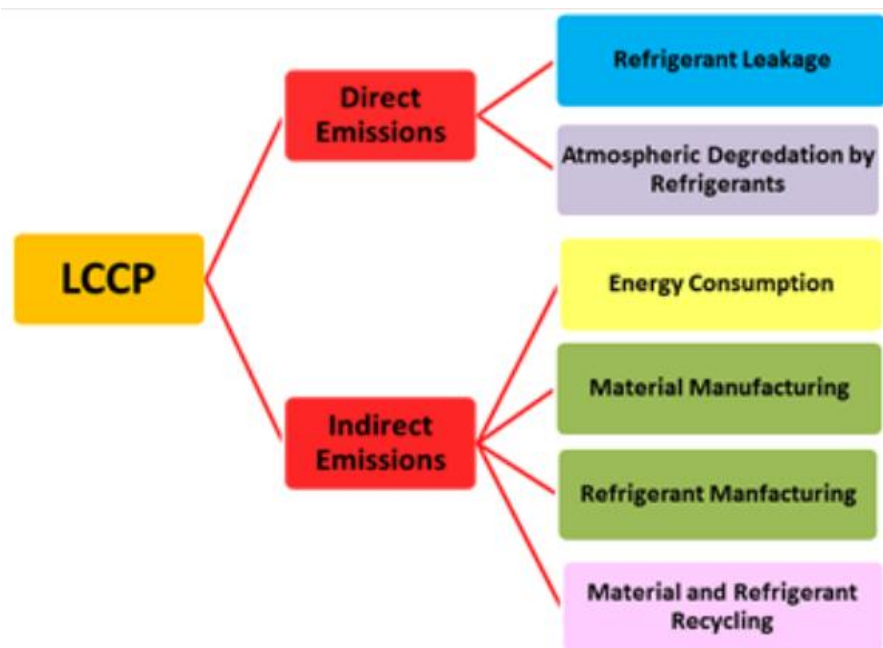 LCCP
Direct
Emissions
Refrigerant Leakage
Atmospheric Degredation by
Refrigerants
Indirect
Emissions
Energy Consumption
Material Manufacturing
Refrigerant Manfacturing
Material and Refrigerant
Recycling